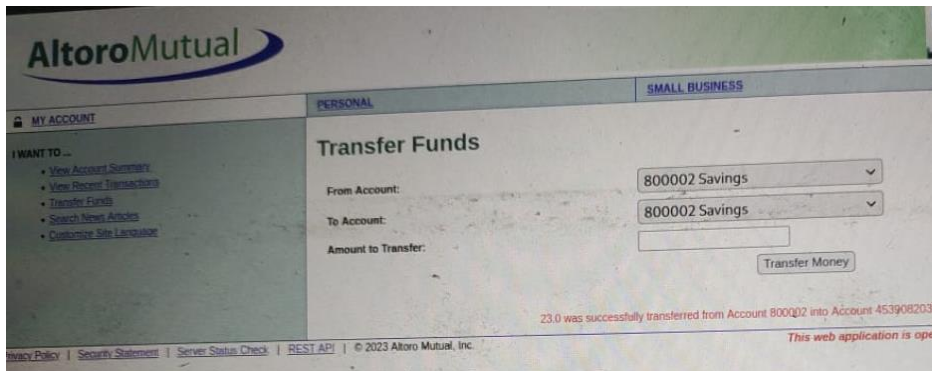 AltoroMutual
MY ACCOUNT
PERSONAL
SMALL BUSINESS
I WANT TO ...
• View Account Summary
• View Recent Transactions
• Transfer Funds
• Search News Articles
• Customize Site Language
Transfer Funds
From Account:
800002 Savings
To Account:
800002 Savings
Amount to Transfer:
Transfer Money
23.0 was successfully transferred from Account 800002 into Account 453908203
This web application is ope
Privacy Policy | Security Statement | Server Status Check | REST API | © 2023 Altoro Mutual, Inc.